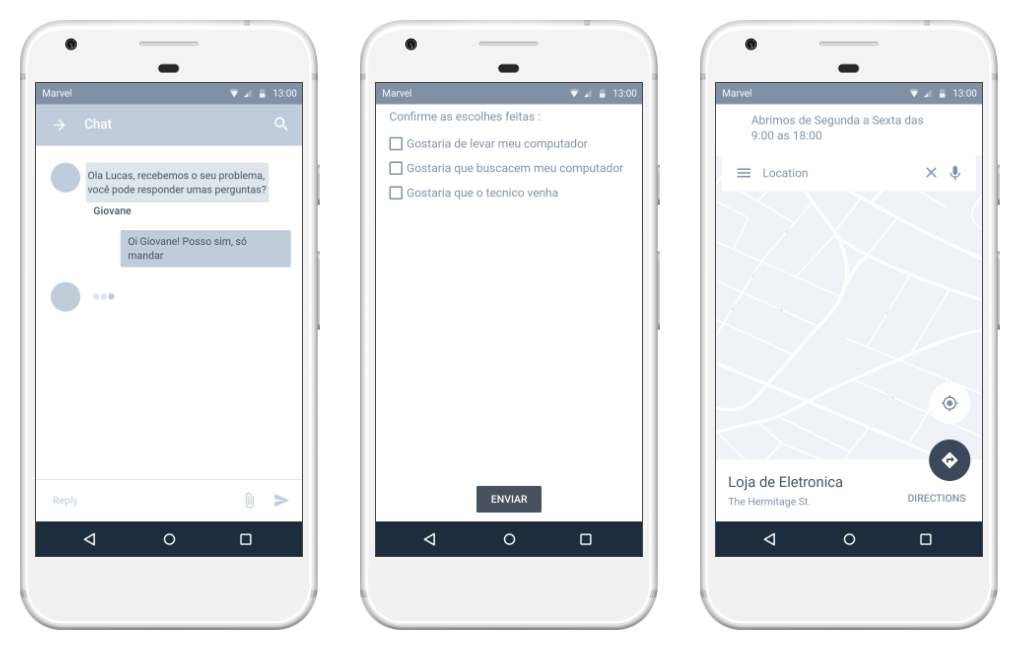 Marvel 13:00
Chat
Ola Lucas, recebemos o seu problema,
você pode responder umas perguntas?
Giovane
Oi Giovane! Posso sim, só
mandar
Reply
Marvel 13:00
Confirme as escolhes feitas :
Gostaria de levar meu computador
Gostaria que buscacem meu computador
Gostaria que o tecnico venha
ENVIAR
Marvel 13:00
Abrimos de Segunda a Sexta das
9:00 as 18:00
Location
Loja de Eletronica
The Hermitage St.
DIRECTIONS